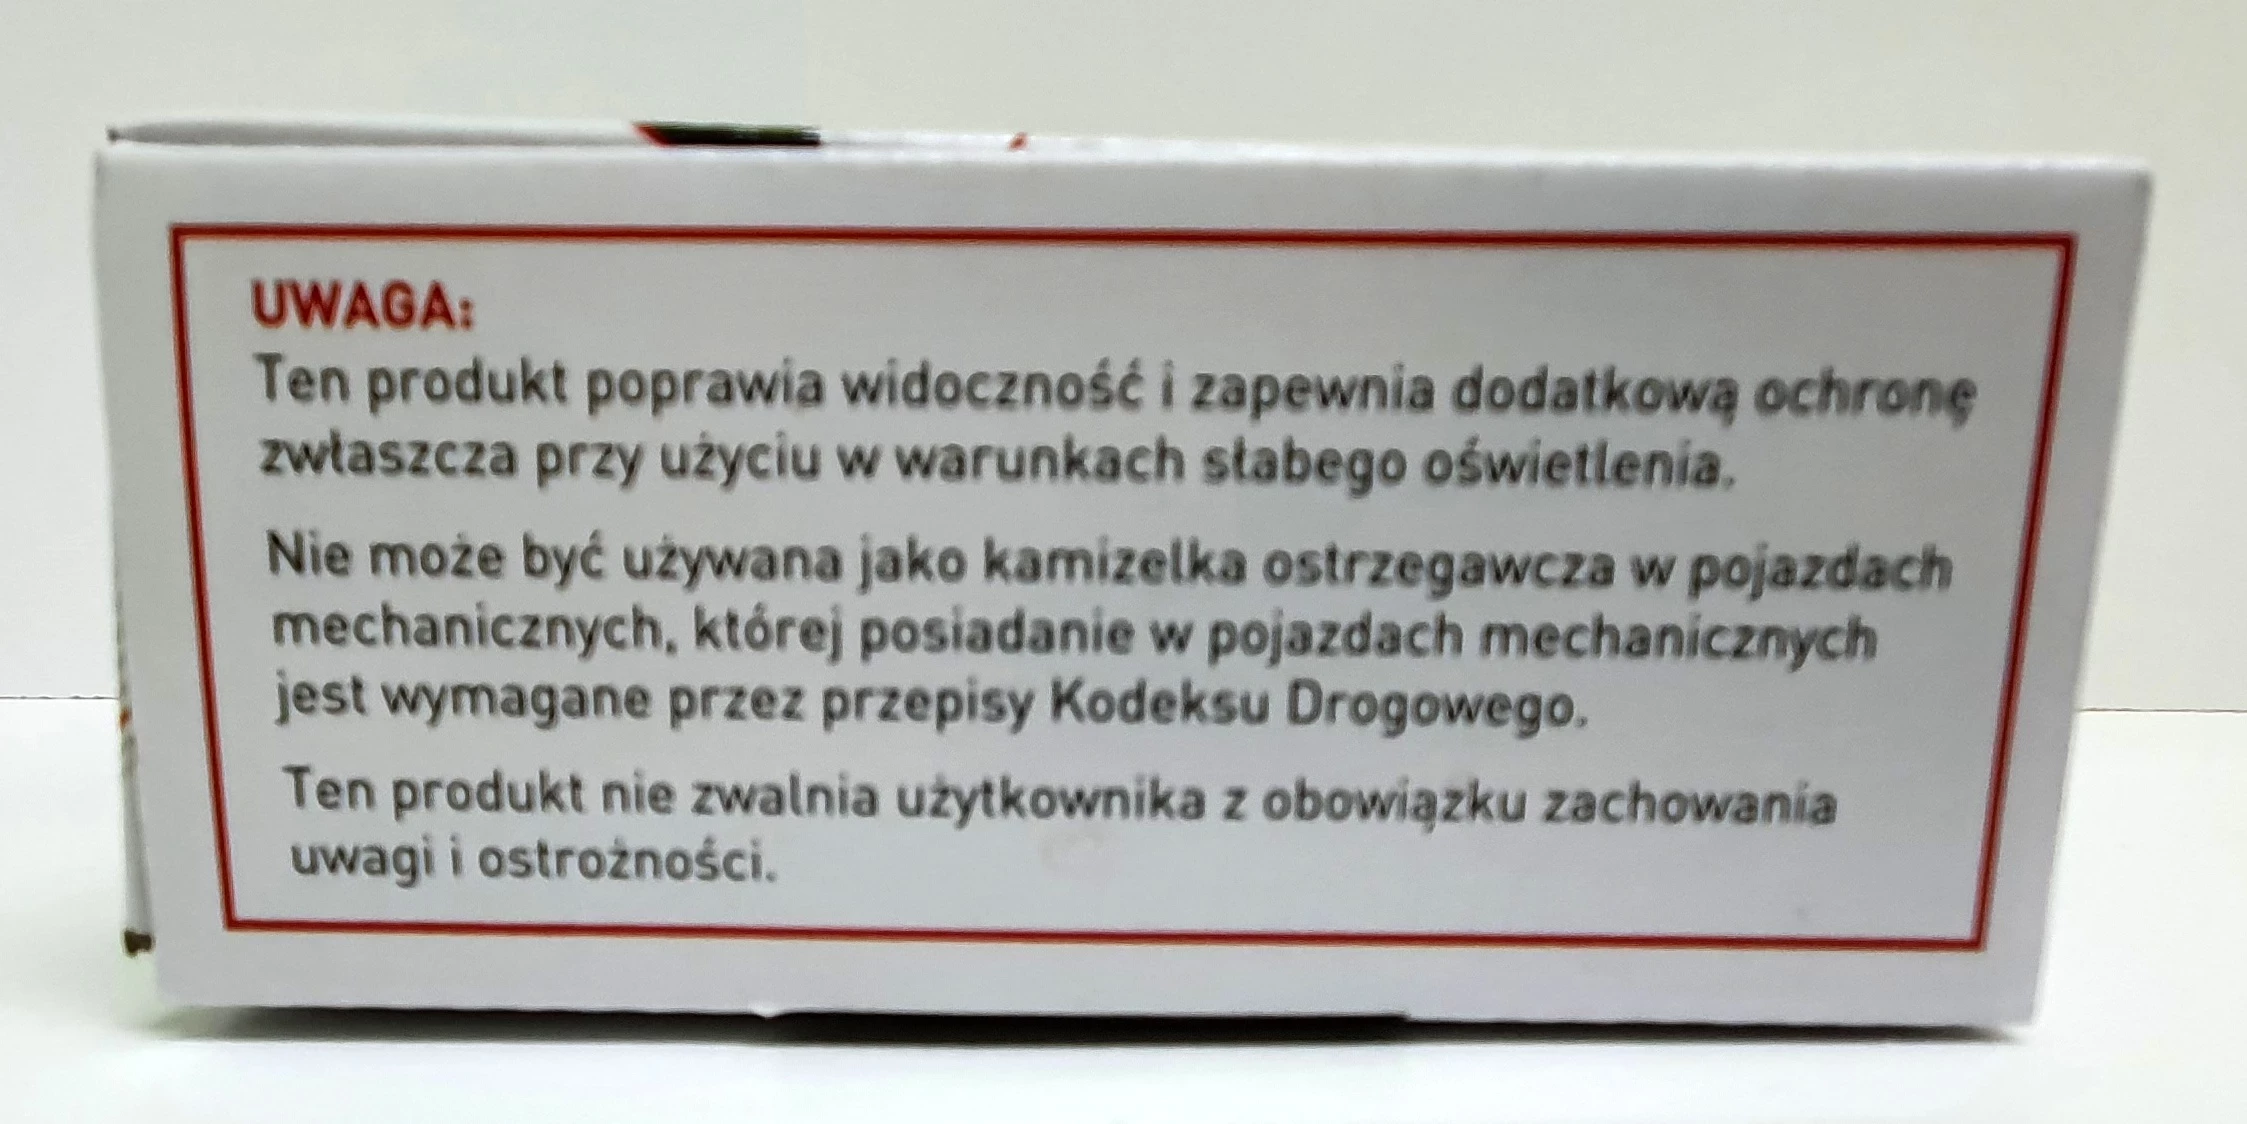 UWAGA:
Ten produkt poprawia widoczność i zapewnia dodatkową ochronę
zwłaszcza przy użyciu w warunkach słabego oświetlenia.
Nie może być używana jako kamizelka ostrzegawcza w pojazdach
mechanicznych, której posiadanie w pojazdach mechanicznych
jest wymagane przez przepisy Kodeksu Drogowego.
Ten produkt nie zwalnia użytkownika z obowiązku zachowania
uwagi i ostrożności.